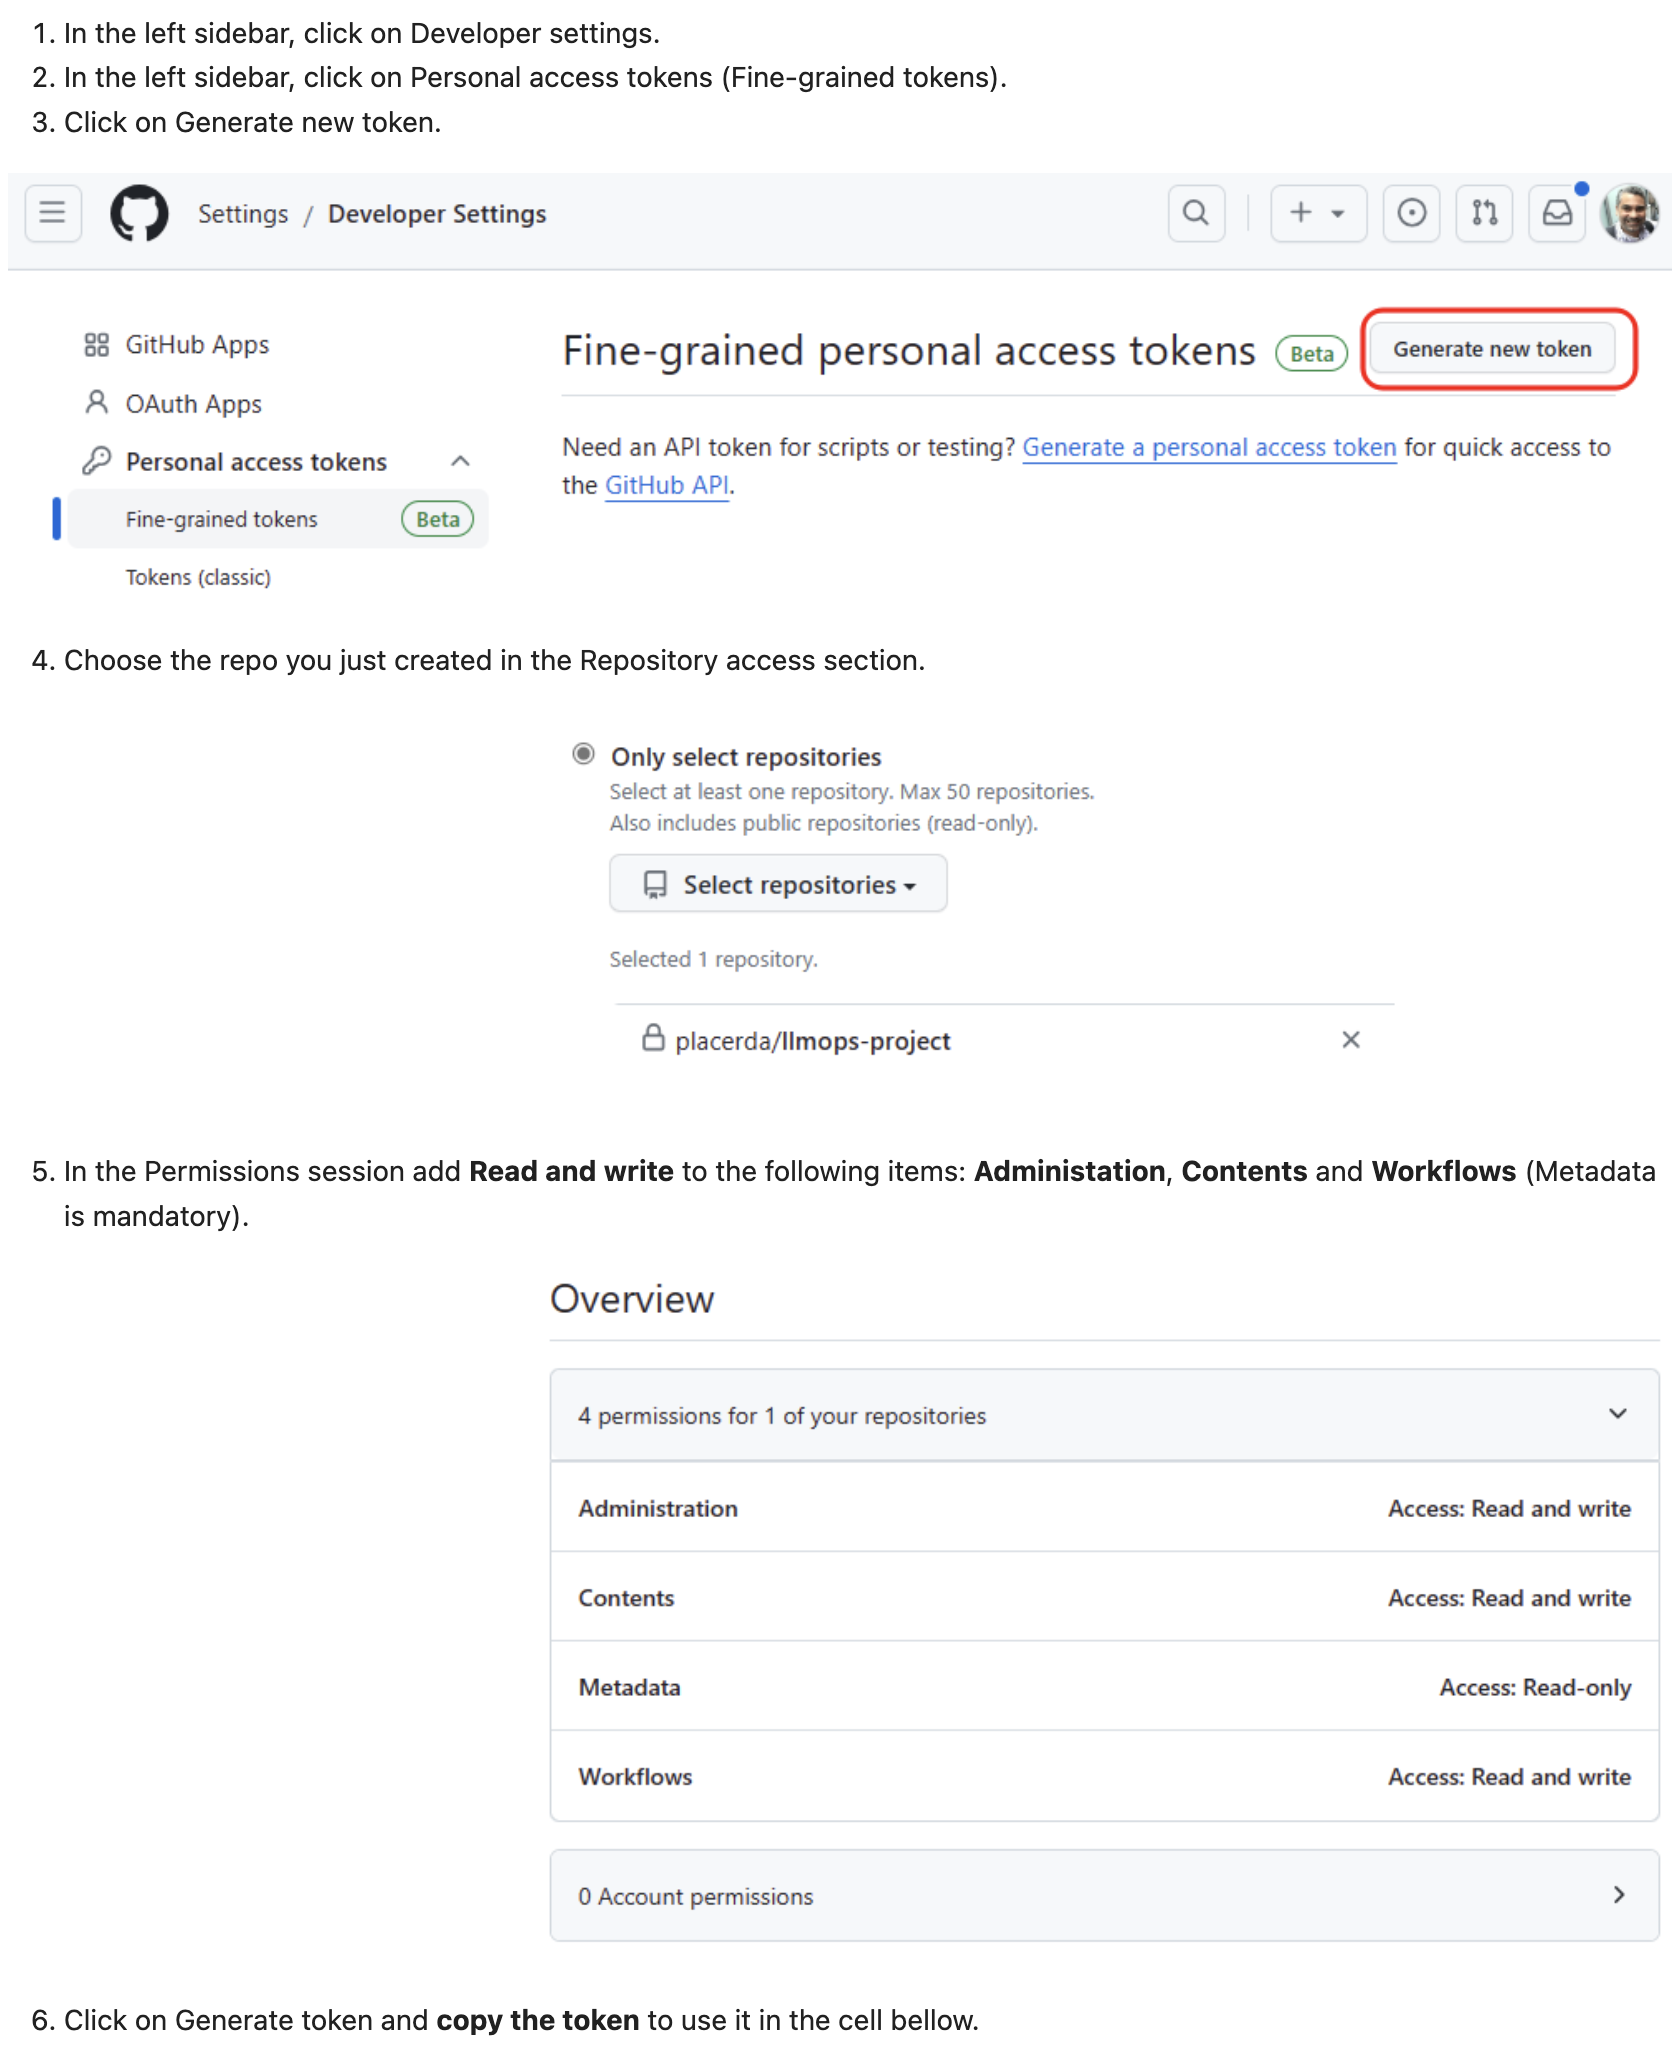 1. In the left sidebar, click on Developer settings.
2. In the left sidebar, click on Personal access tokens (Fine-grained tokens).
3. Click on Generate new token.
Settings / Developer Settings
GitHub Apps
OAuth Apps
Personal access tokens
Fine-grained tokens Beta
Tokens (classic)
Fine-grained personal access tokens Beta Generate new token
Need an API token for scripts or testing? Generate a personal access token for quick access to
the GitHub API.
4. Choose the repo you just created in the Repository access section.
Only select repositories
Select at least one repository. Max 50 repositories.
Also includes public repositories (read-only).
Select repositories
Selected 1 repository.
placerda/llmops-project
5. In the Permissions session add Read and write to the following items: Administation, Contents and Workflows (Metadata
is mandatory).
Overview
4 permissions for 1 of your repositories
Administration Access: Read and write
Contents Access: Read and write
Metadata Access: Read-only
Workflows Access: Read and write
0 Account permissions
6. Click on Generate token and copy the token to use it in the cell bellow.